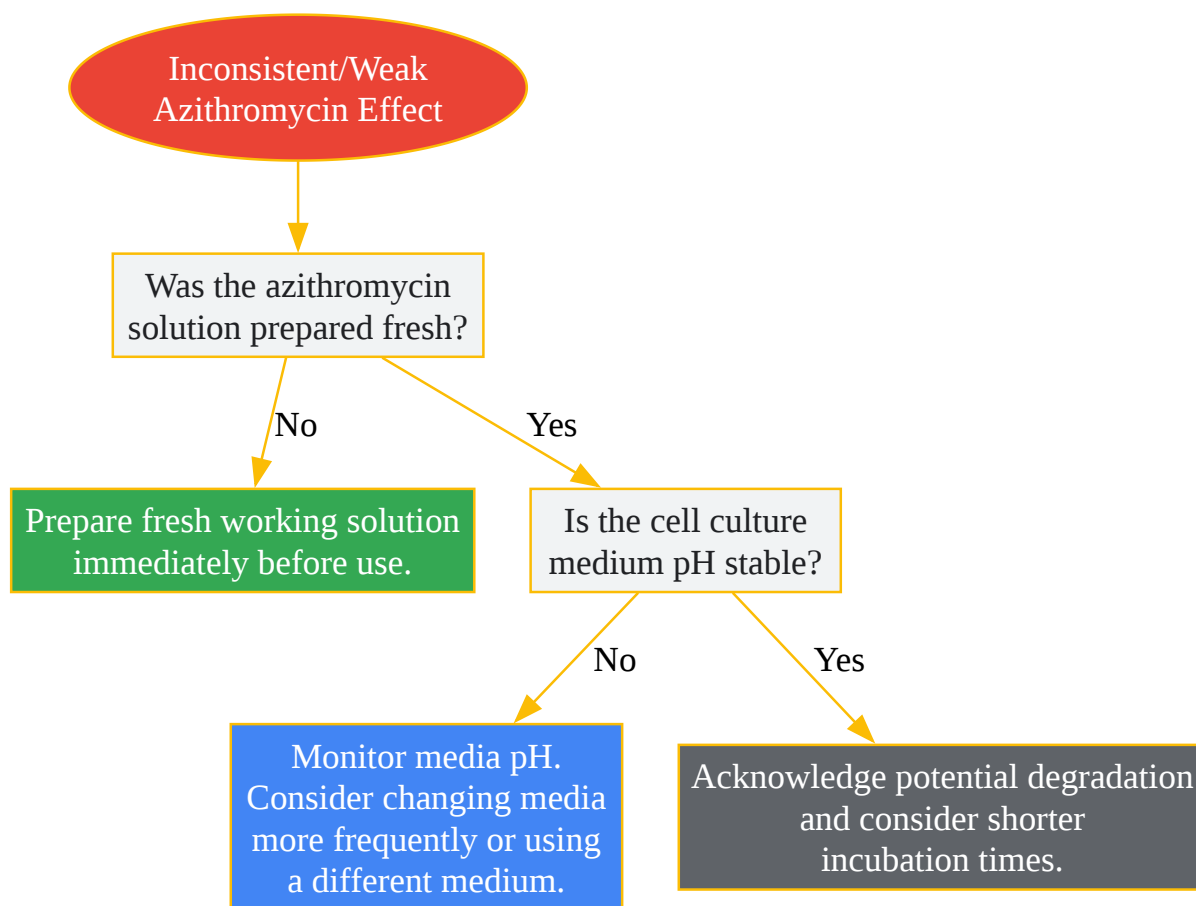 Inconsistent/Weak
Azithromycin Effect
Was the azithromycin
solution prepared fresh?
No
Yes
Prepare fresh working solution
immediately before use.
Is the cell culture
medium pH stable?
No
Yes
Monitor media pH.
Consider changing media
more frequently or using
a different medium.
Acknowledge potential degradation
and consider shorter
incubation times.